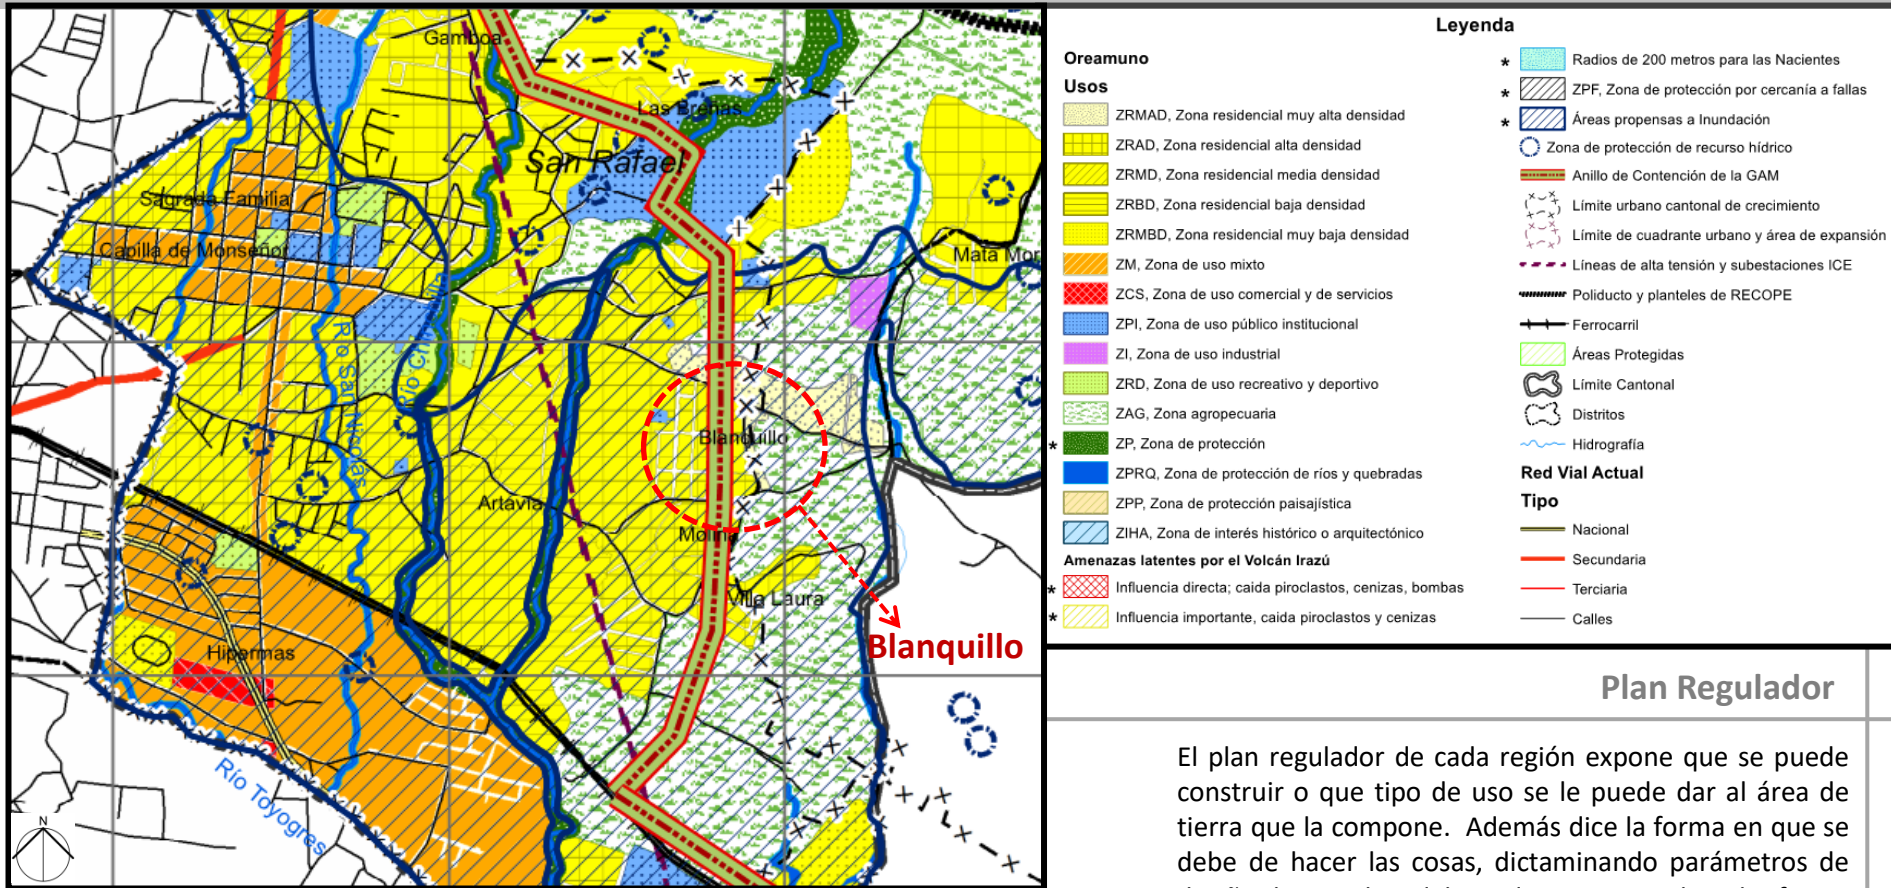 Gamboa
Las Breñas
San Rafael
Sagrada Familia
Capilla de Monseñor
Mata Mor
Río San Nicolás
Blanquillo
Artavia
Molina
Villa Laura
Blanquillo
Hipermas
Río Toyogres
N
Leyenda
Oreamuno
Usos
ZRMAD, Zona residencial muy alta densidad
ZRAD, Zona residencial alta densidad
ZRMD, Zona residencial media densidad
ZRBD, Zona residencial baja densidad
ZRMBD, Zona residencial muy baja densidad
ZM, Zona de uso mixto
ZCS, Zona de uso comercial y de servicios
ZPI, Zona de uso público institucional
ZI, Zona de uso industrial
ZRD, Zona de uso recreativo y deportivo
ZAG, Zona agropecuaria
* ZP, Zona de protección
ZPRQ, Zona de protección de ríos y quebradas
ZPP, Zona de protección paisajística
ZIHA, Zona de interés histórico o arquitectónico
Amenazas latentes por el Volcán Irazú
* Influencia directa; caida piroclastos, cenizas, bombas
* Influencia importante, caida piroclastos y cenizas
* Radios de 200 metros para las Nacientes
* ZPF, Zona de protección por cercanía a fallas
* Áreas propensas a Inundación
Zona de protección de recurso hídrico
Anillo de Contención de la GAM
Límite urbano cantonal de crecimiento
Límite de cuadrante urbano y área de expansión
Líneas de alta tensión y subestaciones ICE
Poliducto y planteles de RECOPE
Ferrocarril
Áreas Protegidas
Límite Cantonal
Distritos
Hidrografía
Red Vial Actual
Tipo
Nacional
Secundaria
Terciaria
Calles
Plan Regulador
El plan regulador de cada región expone que se puede
construir o que tipo de uso se le puede dar al área de
tierra que la compone. Además dice la forma en que se
debe de hacer las cosas, dictaminando parámetros de